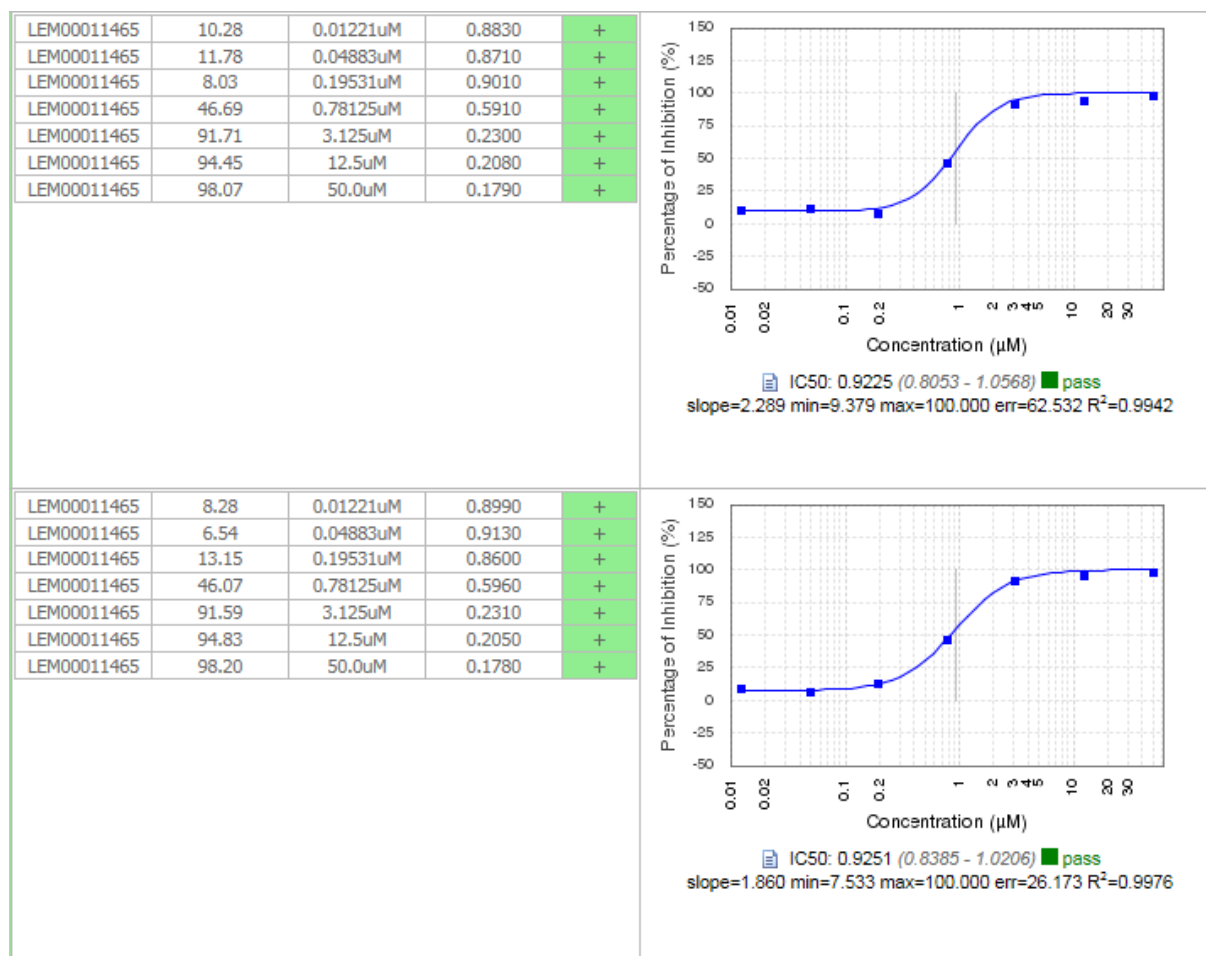 LEM00011465 10.28 0.01221uM 0.8830 +
LEM00011465 11.78 0.04883uM 0.8710 +
LEM00011465 8.03 0.19531uM 0.9010 +
LEM00011465 46.69 0.78125uM 0.5910 +
LEM00011465 91.71 3.125uM 0.2300 +
LEM00011465 94.45 12.5uM 0.2080 +
LEM00011465 98.07 50.0uM 0.1790 +
Percentage of Inhibition (%)
150
125
100
75
50
25
0
-25
-50
0.01 0.02 0.1 0.2 1 2 3 4 5 10 20 30
Concentration (µM)
IC50: 0.9225 (0.8053 - 1.0568) pass
slope=2.289 min=9.379 max=100.000 err=62.532 R²=0.9942
LEM00011465 8.28 0.01221uM 0.8990 +
LEM00011465 6.54 0.04883uM 0.9130 +
LEM00011465 13.15 0.19531uM 0.8600 +
LEM00011465 46.07 0.78125uM 0.5960 +
LEM00011465 91.59 3.125uM 0.2310 +
LEM00011465 94.83 12.5uM 0.2050 +
LEM00011465 98.20 50.0uM 0.1780 +
Percentage of Inhibition (%)
150
125
100
75
50
25
0
-25
-50
0.01 0.02 0.1 0.2 1 2 3 4 5 10 20 30
Concentration (µM)
IC50: 0.9251 (0.8385 - 1.0206) pass
slope=1.860 min=7.533 max=100.000 err=26.173 R²=0.9976